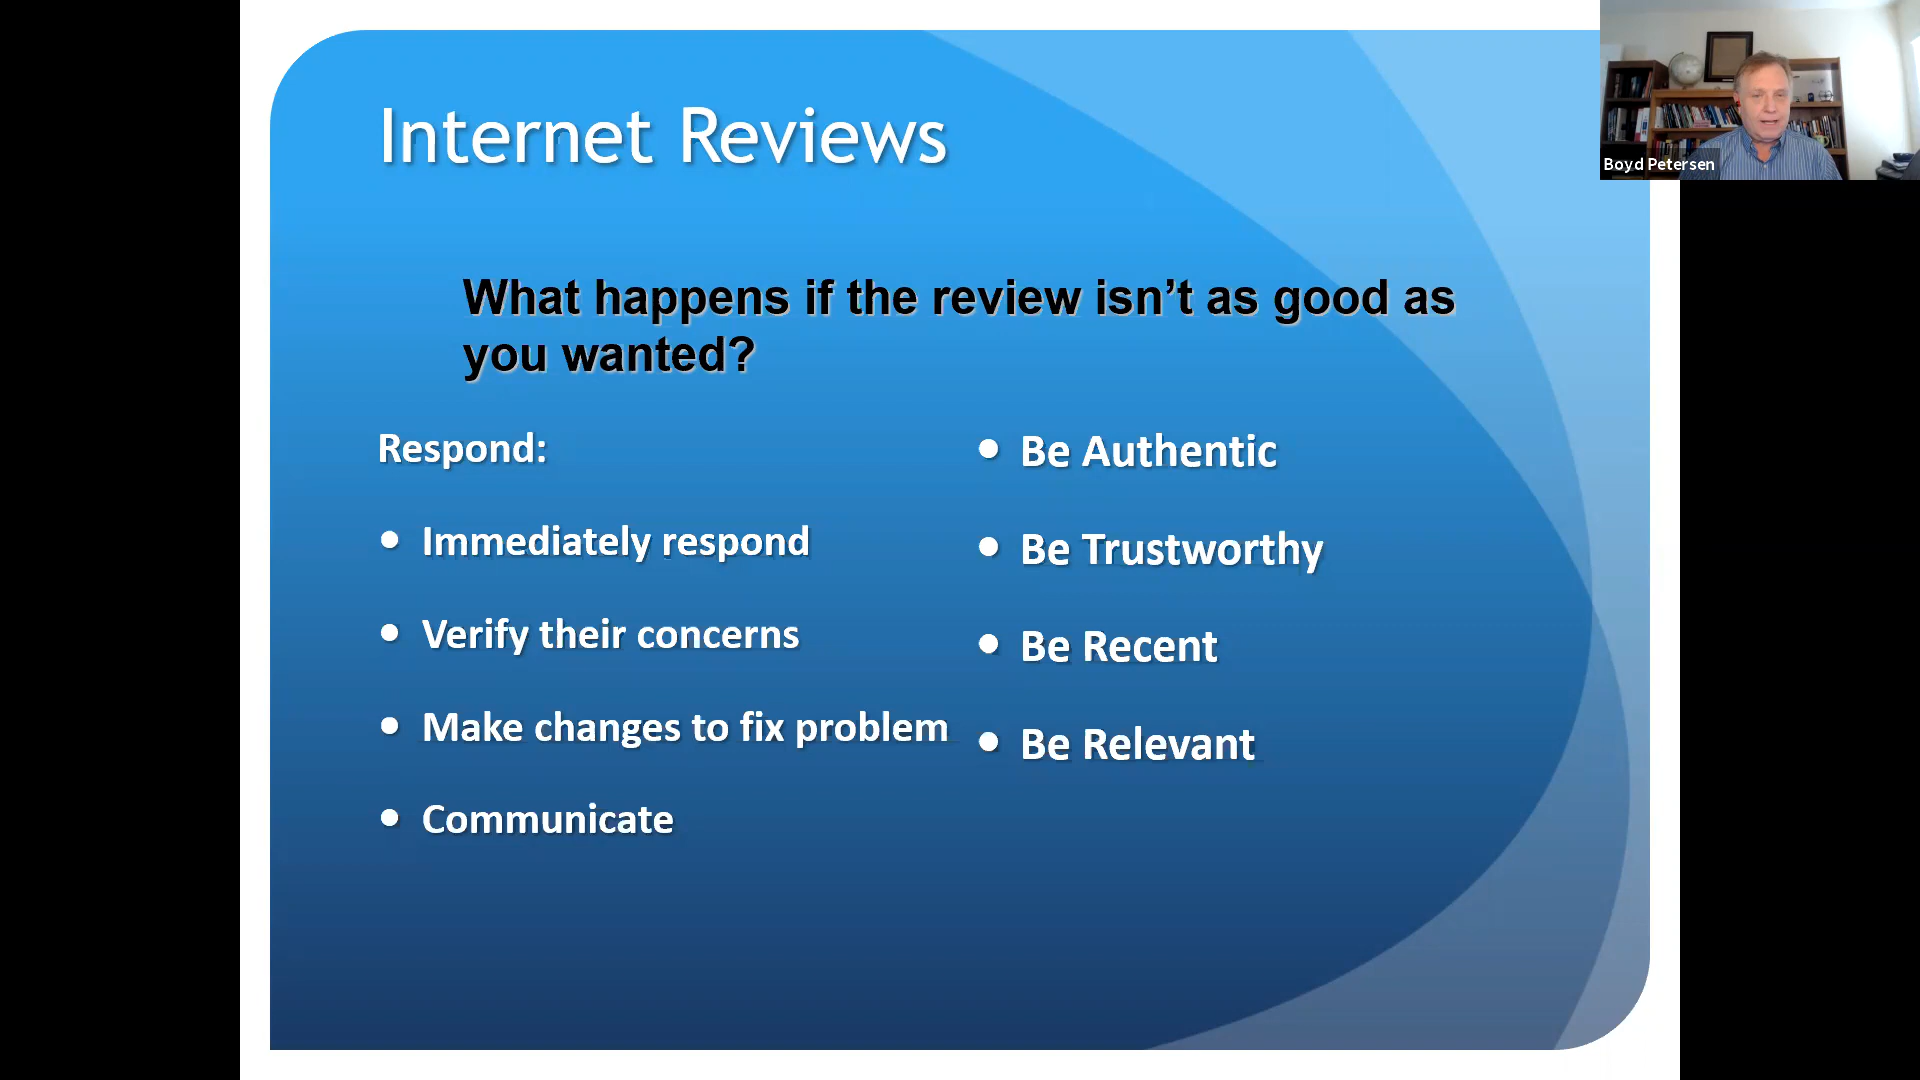 Internet Reviews
What happens if the review isn’t as good as
you wanted?
Respond:
• Immediately respond
• Verify their concerns
• Make changes to fix problem
• Communicate
• Be Authentic
• Be Trustworthy
• Be Recent
• Be Relevant
Boyd Petersen